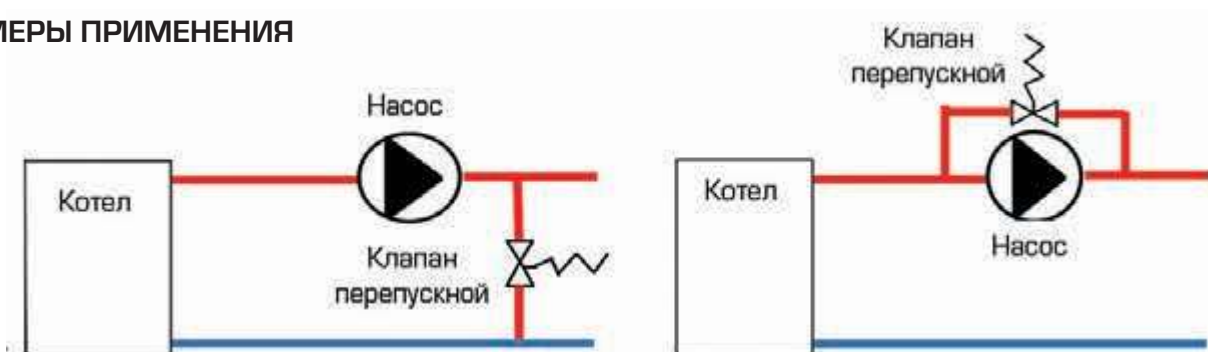 МЕРЫ ПРИМЕНЕНИЯ
Насос
Котел
Клапан
перепускной
Клапан
перепускной
Котел
Насос